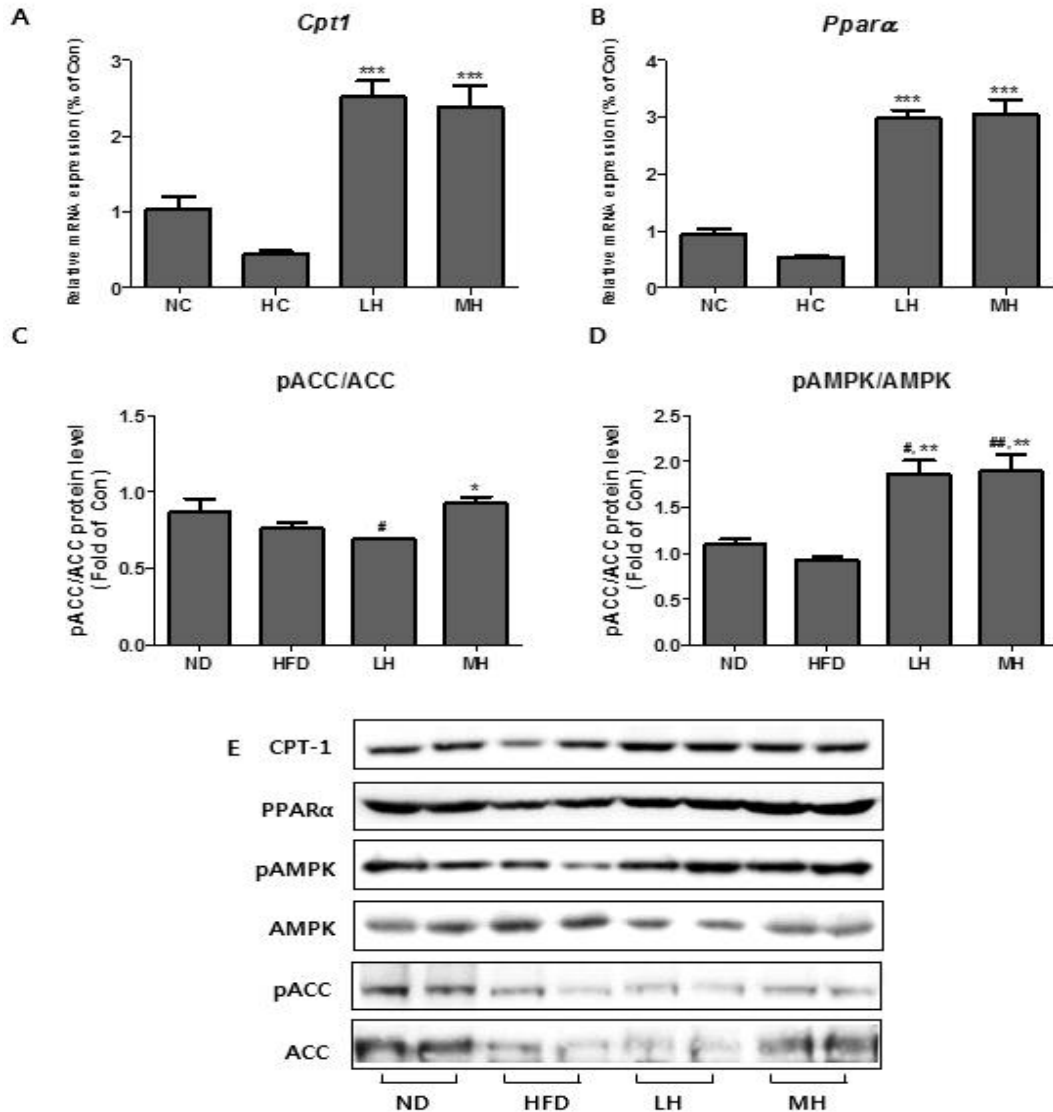 A
Cpt1
Relative mRNA expression (% of Con)
3
2
1
0
***
***
NC HC LH MH
B
Pparα
Relative mRNA expression (% of Con)
4
3
2
1
0
***
***
NC HC LH MH
C
pACC/ACC
pACC/ACC protein level
(Fold of Con)
1.5
1.0
0.5
0.0
#
*
ND HFD LH MH
D
pAMPK/AMPK
pACC/ACC protein level
(Fold of Con)
2.5
2.0
1.5
1.0
0.5
0.0
#, **
##, **
ND HFD LH MH
E CPT-1
PPARα
pAMPK
AMPK
pACC
ACC
ND HFD LH MH